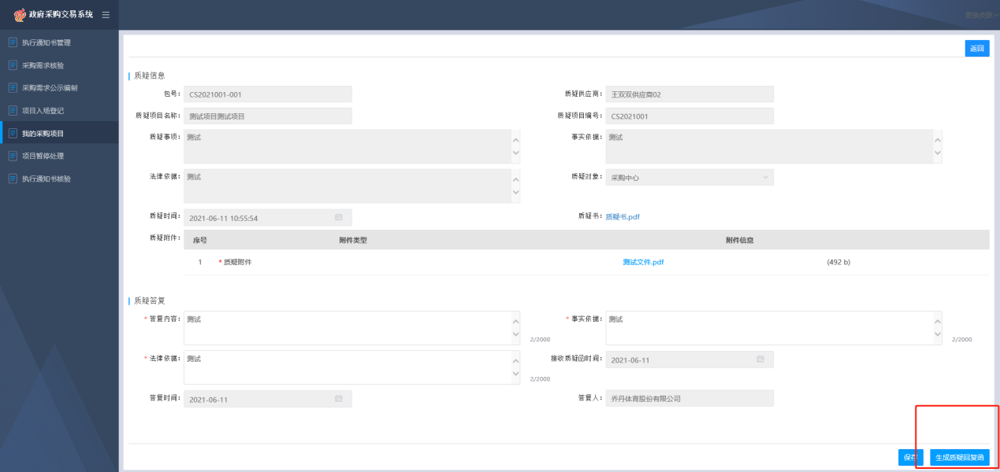 政府采购交易系统
更换皮肤
执行通知书管理
采购需求核验
采购需求公示编制
项目入场登记
我的采购项目
项目暂停处理
执行通知书核验
返回
质疑信息
包号: CS2021001-001 质疑供应商: 王双双供应商02
质疑项目名称: 测试项目测试项目 质疑项目编号: CS2021001
质疑事项: 测试 事实依据: 测试
法律依据: 测试 质疑对象: 采购中心
质疑时间: 2021-06-11 10:55:54 质疑书: 质疑书.pdf
质疑附件: 序号 附件类型 附件信息
1 * 质疑附件 测试文件.pdf (492 b)
质疑答复
* 答复内容: 测试 2/2000 * 事实依据: 测试 2/2000
* 法律依据: 测试 2/2000 接收质疑函时间: 2021-06-11
答复时间: 2021-06-11 答复人: 乔丹体育股份有限公司
保存 生成质疑回复函